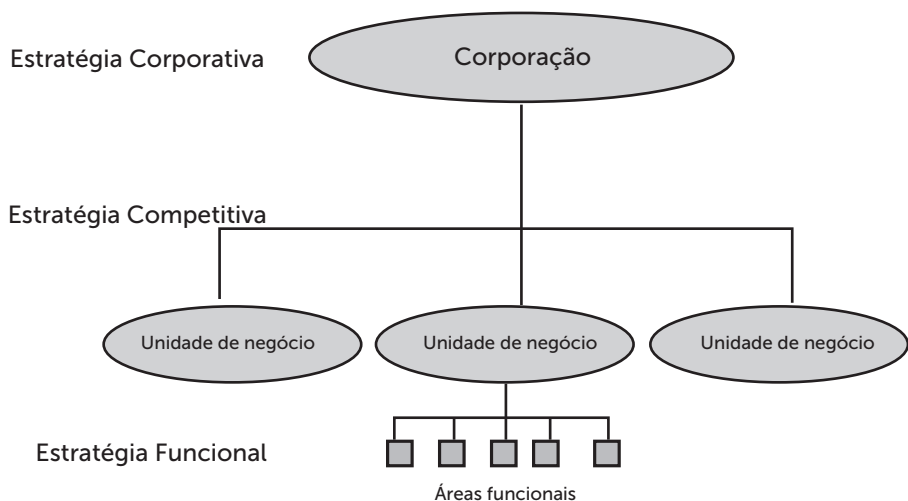 Estratégia Corporativa
Corporação
Estratégia Competitiva
Unidade de negócio
Unidade de negócio
Unidade de negócio
Estratégia Funcional
Áreas funcionais